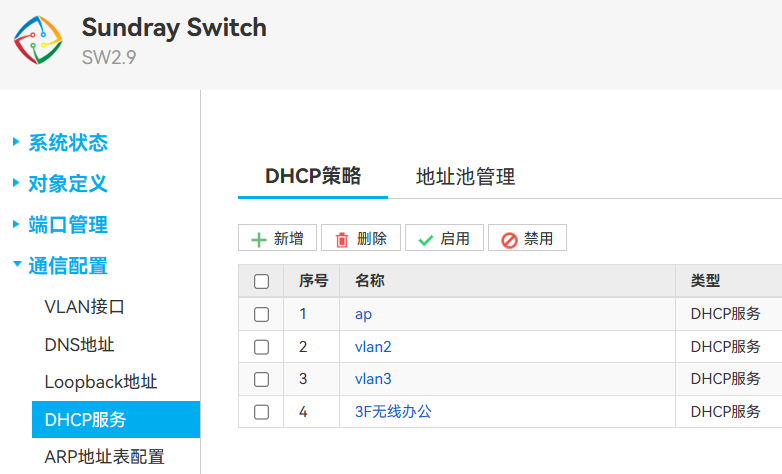 Sundray Switch
SW2.9
系统状态
对象定义
端口管理
通信配置
VLAN接口
DNS地址
Loopback地址
DHCP服务
ARP地址表配置
DHCP策略 地址池管理
新增 删除 启用 禁用
序号 名称 类型
1 ap DHCP服务
2 vlan2 DHCP服务
3 vlan3 DHCP服务
4 3F无线办公 DHCP服务